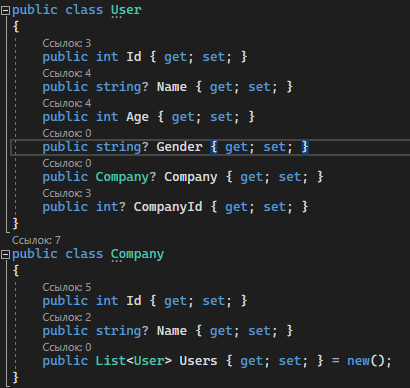 public class User
{
Ссылок: 3
public int Id { get; set; }
Ссылок: 4
public string? Name { get; set; }
Ссылок: 4
public int Age { get; set; }
Ссылок: 0
public string? Gender { get; set; }
Ссылок: 0
public Company? Company { get; set; }
Ссылок: 3
public int? CompanyId { get; set; }
}
Ссылок: 7
public class Company
{
Ссылок: 5
public int Id { get; set; }
Ссылок: 2
public string? Name { get; set; }
Ссылок: 0
public List<User> Users { get; set; } = new();
}